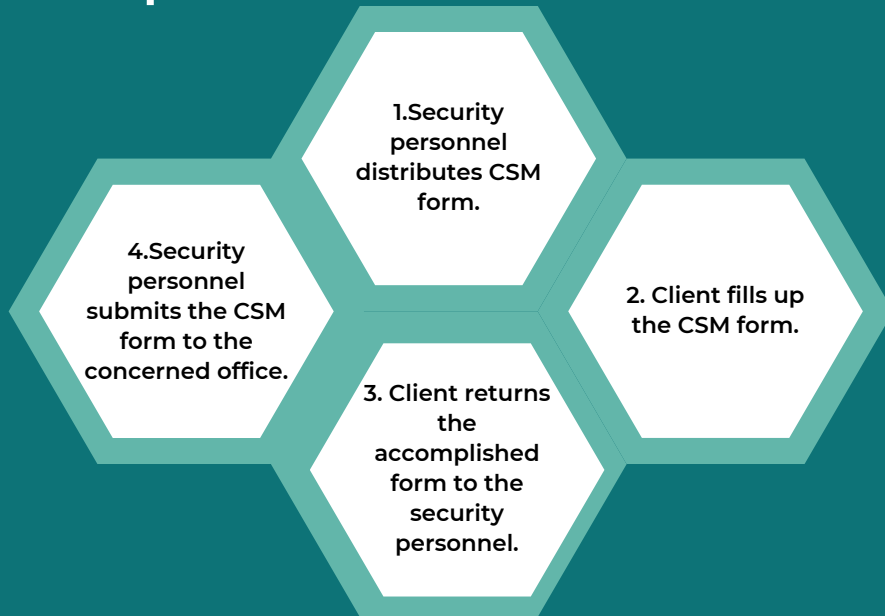 1.Security
personnel
distributes CSM
form.
2. Client fills up
the CSM form.
3. Client returns
the
accomplished
form to the
security
personnel.
4.Security
personnel
submits the CSM
form to the
concerned office.